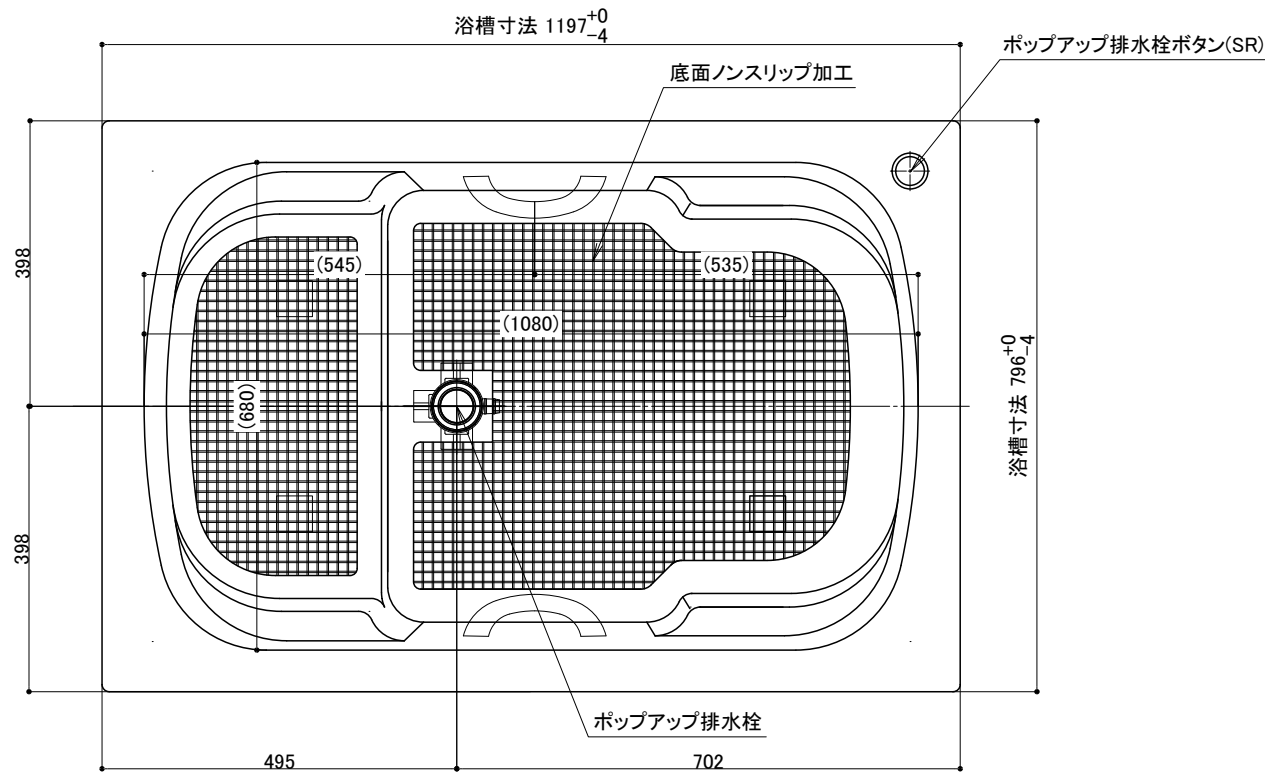 浴槽寸法 1197+0-4
ポップアップ排水栓ボタン(SR)
底面ノンスリップ加工
398
(545)
(535)
(1080)
(680)
浴槽寸法 796+0-4
398
ポップアップ排水栓
495
702